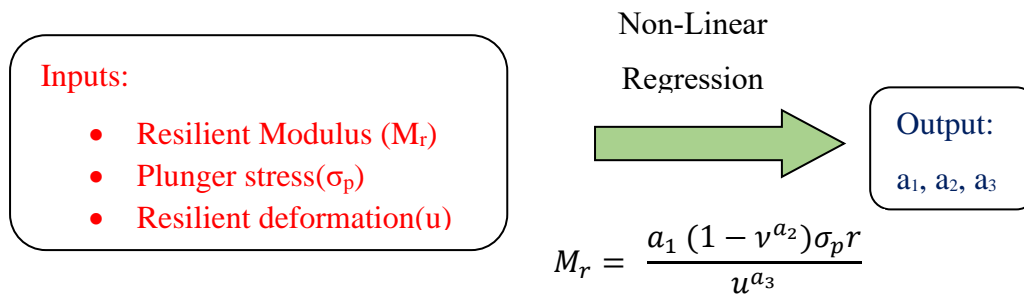 Inputs:
• Resilient Modulus (Mᵣ)
• Plunger stress(σₚ)
• Resilient deformation(u)
Non-Linear
Regression
Output:
a₁, a₂, a₃
Mᵣ = a₁ (1 − ν^{a₂})σₚr / u^{a₃}